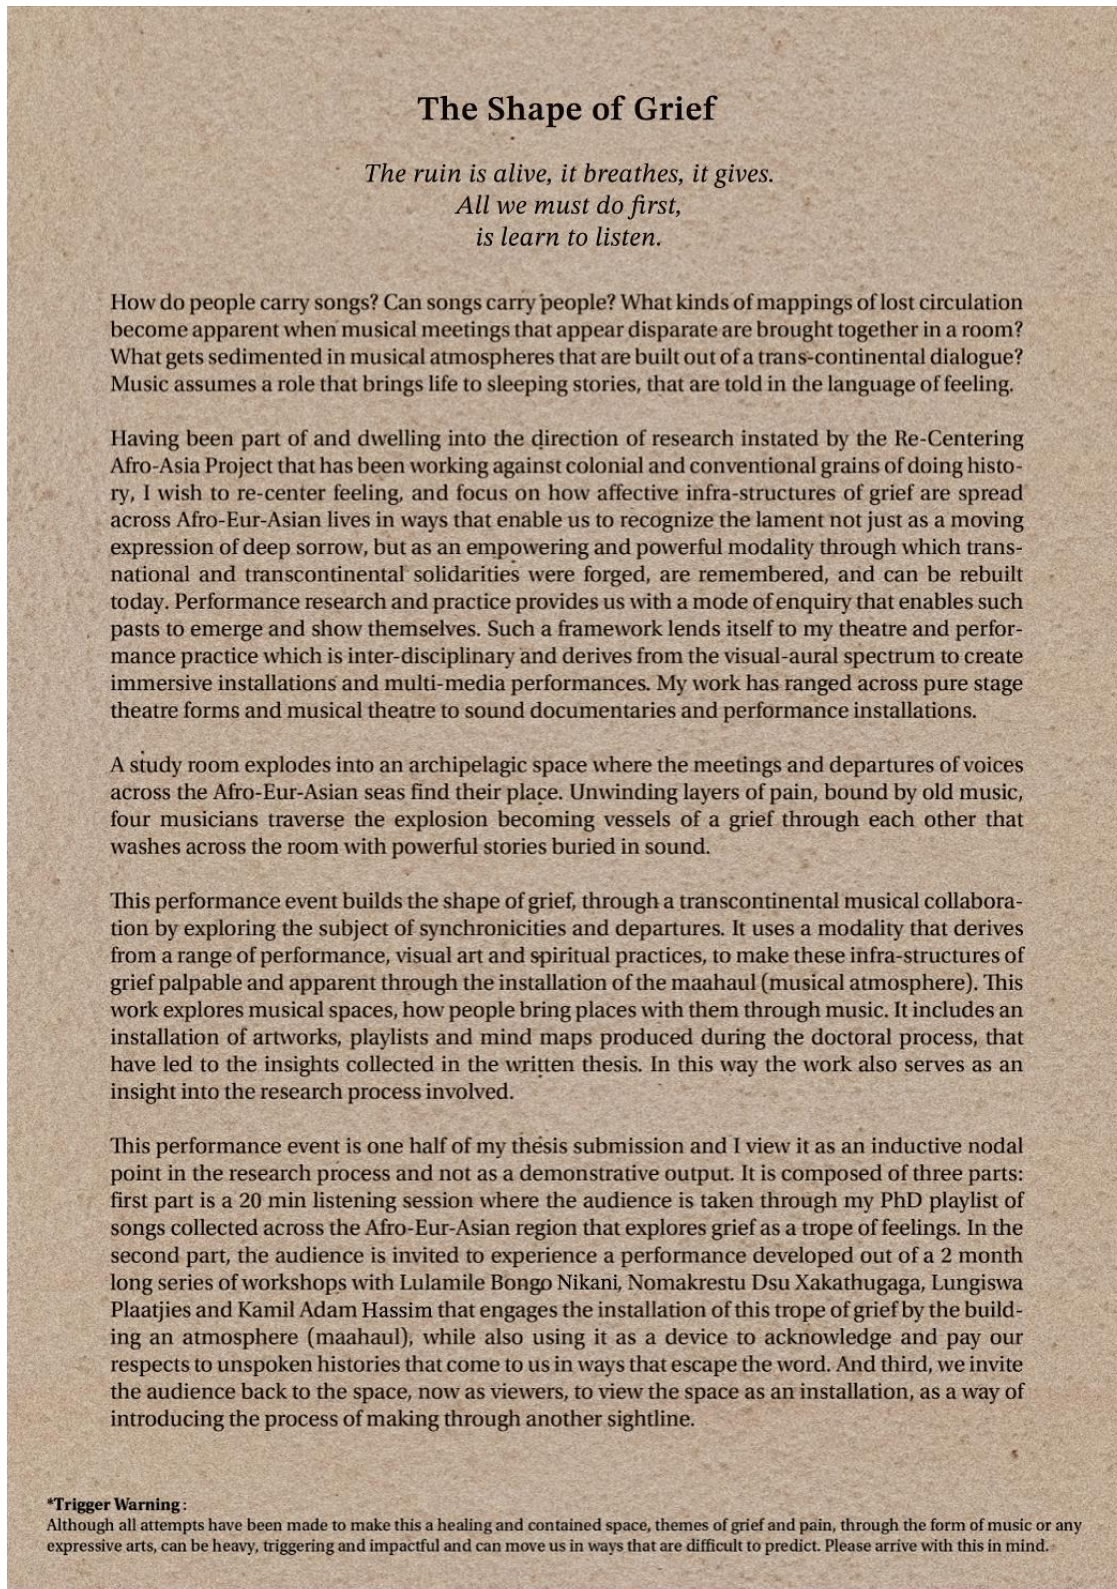 The Shape of Grief
The ruin is alive, it breathes, it gives.
All we must do first,
is learn to listen.
How do people carry songs? Can songs carry people? What kinds of mappings of lost circulation
become apparent when musical meetings that appear disparate are brought together in a room?
What gets sedimented in musical atmospheres that are built out of a trans-continental dialogue?
Music assumes a role that brings life to sleeping stories, that are told in the language of feeling.
Having been part of and dwelling into the direction of research instated by the Re-Centering
Afro-Asia Project that has been working against colonial and conventional grains of doing histo-
ry, I wish to re-center feeling, and focus on how affective infra-structures of grief are spread
across Afro-Eur-Asian lives in ways that enable us to recognize the lament not just as a moving
expression of deep sorrow, but as an empowering and powerful modality through which trans-
national and transcontinental solidarities were forged, are remembered, and can be rebuilt
today. Performance research and practice provides us with a mode of enquiry that enables such
pasts to emerge and show themselves. Such a framework lends itself to my theatre and perfor-
mance practice which is inter-disciplinary and derives from the visual-aural spectrum to create
immersive installations and multi-media performances. My work has ranged across pure stage
theatre forms and musical theatre to sound documentaries and performance installations.
A study room explodes into an archipelagic space where the meetings and departures of voices
across the Afro-Eur-Asian seas find their place. Unwinding layers of pain, bound by old music,
four musicians traverse the explosion becoming vessels of a grief through each other that
washes across the room with powerful stories buried in sound.
This performance event builds the shape of grief, through a transcontinental musical collabora-
tion by exploring the subject of synchronicities and departures. It uses a modality that derives
from a range of performance, visual art and spiritual practices, to make these infra-structures of
grief palpable and apparent through the installation of the maahaul (musical atmosphere). This
work explores musical spaces, how people bring places with them through music. It includes an
installation of artworks, playlists and mind maps produced during the doctoral process, that
have led to the insights collected in the written thesis. In this way the work also serves as an
insight into the research process involved.
This performance event is one half of my thesis submission and I view it as an inductive nodal
point in the research process and not as a demonstrative output. It is composed of three parts:
first part is a 20 min listening session where the audience is taken through my PhD playlist of
songs collected across the Afro-Eur-Asian region that explores grief as a trope of feelings. In the
second part, the audience is invited to experience a performance developed out of a 2 month
long series of workshops with Lulamile Bongo Nikani, Nomakrestu Dsu Xakathugaga, Lungiswa
Plaatjies and Kamil Adam Hassim that engages the installation of this trope of grief by the build-
ing an atmosphere (maahaul), while also using it as a device to acknowledge and pay our
respects to unspoken histories that come to us in ways that escape the word. And third, we invite
the audience back to the space, now as viewers, to view the space as an installation, as a way of
introducing the process of making through another sightline.
*Trigger Warning:
Although all attempts have been made to make this a healing and contained space, themes of grief and pain, through the form of music or any
expressive arts, can be heavy, triggering and impactful and can move us in ways that are difficult to predict. Please arrive with this in mind.